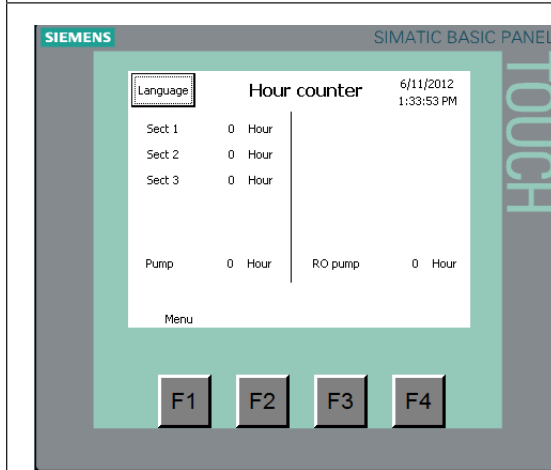 SIEMENS SIMATIC BASIC PANEL
TOUCH
Language Hour counter 6/11/2012
1:33:53 PM
Sect 1 0 Hour
Sect 2 0 Hour
Sect 3 0 Hour
Pump 0 Hour RO pump 0 Hour
Menu
F1 F2 F3 F4